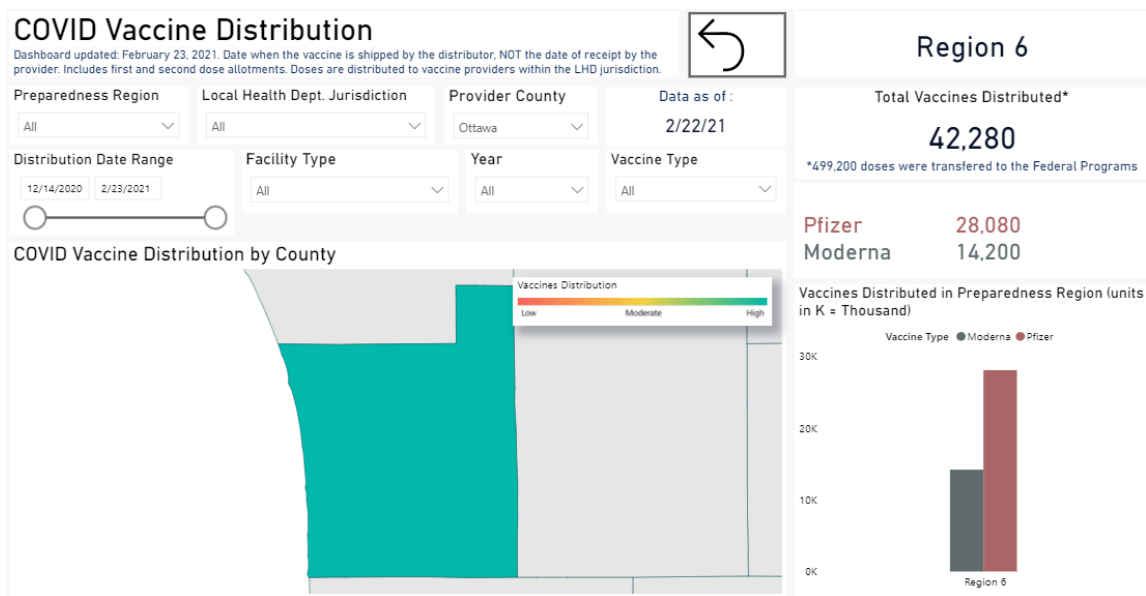 COVID Vaccine Distribution
Dashboard updated: February 23, 2021. Date when the vaccine is shipped by the distributor, NOT the date of receipt by the
provider. Includes first and second dose allotments. Doses are distributed to vaccine providers within the LHD jurisdiction.
Region 6
Preparedness Region
All
Local Health Dept. Jurisdiction
All
Provider County
Ottawa
Data as of :
2/22/21
Total Vaccines Distributed*
42,280
*499,200 doses were transfered to the Federal Programs
Distribution Date Range
12/14/2020
2/23/2021
Facility Type
All
Year
All
Vaccine Type
All
Pfizer 28,080
Moderna 14,200
COVID Vaccine Distribution by County
Vaccines Distribution
Low Moderate High
Vaccines Distributed in Preparedness Region (units
in K = Thousand)
Vaccine Type Moderna Pfizer
30K
20K
10K
0K
Region 6